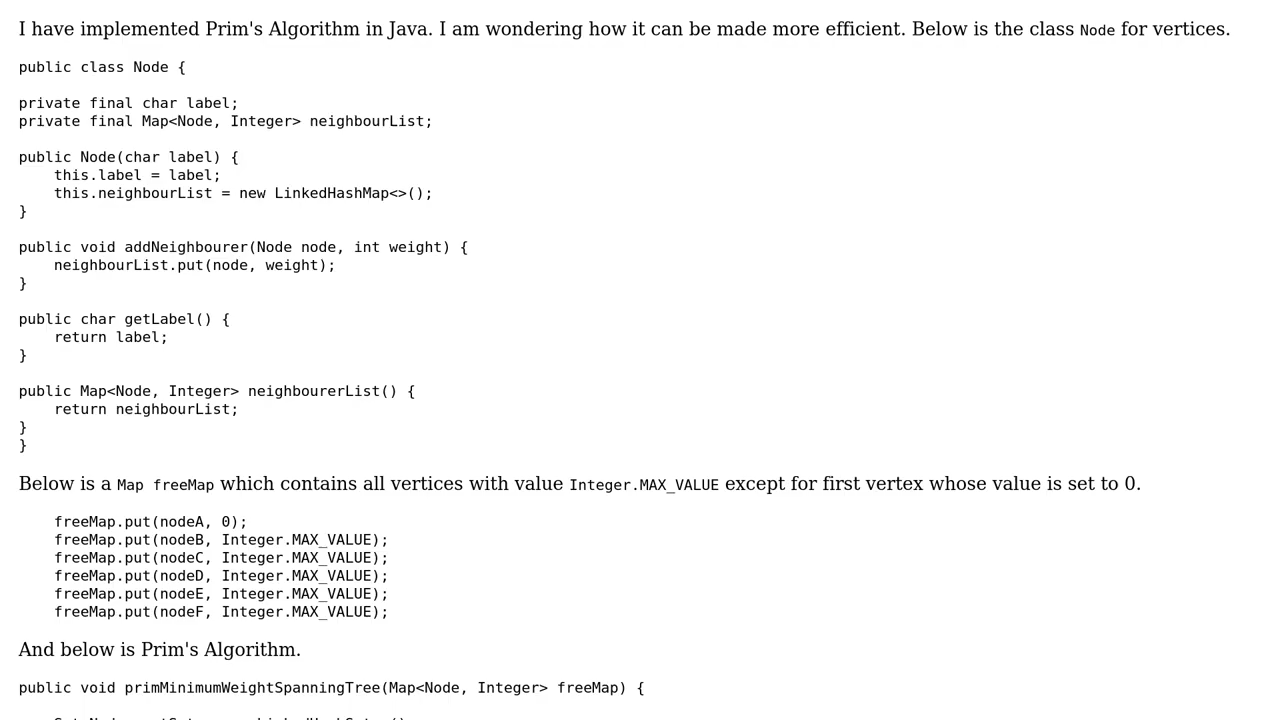 I have implemented Prim's Algorithm in Java. I am wondering how it can be made more efficient. Below is the class Node for vertices.
public class Node {
private final char label;
private final Map<Node, Integer> neighbourList;
public Node(char label) {
    this.label = label;
    this.neighbourList = new LinkedHashMap<>();
}
public void addNeighbourer(Node node, int weight) {
    neighbourList.put(node, weight);
}
public char getLabel() {
    return label;
}
public Map<Node, Integer> neighbourerList() {
    return neighbourList;
}
}
Below is a Map freeMap which contains all vertices with value Integer.MAX_VALUE except for first vertex whose value is set to 0.
    freeMap.put(nodeA, 0);
    freeMap.put(nodeB, Integer.MAX_VALUE);
    freeMap.put(nodeC, Integer.MAX_VALUE);
    freeMap.put(nodeD, Integer.MAX_VALUE);
    freeMap.put(nodeE, Integer.MAX_VALUE);
    freeMap.put(nodeF, Integer.MAX_VALUE);
And below is Prim's Algorithm.
public void primMinimumWeightSpanningTree(Map<Node, Integer> freeMap) {